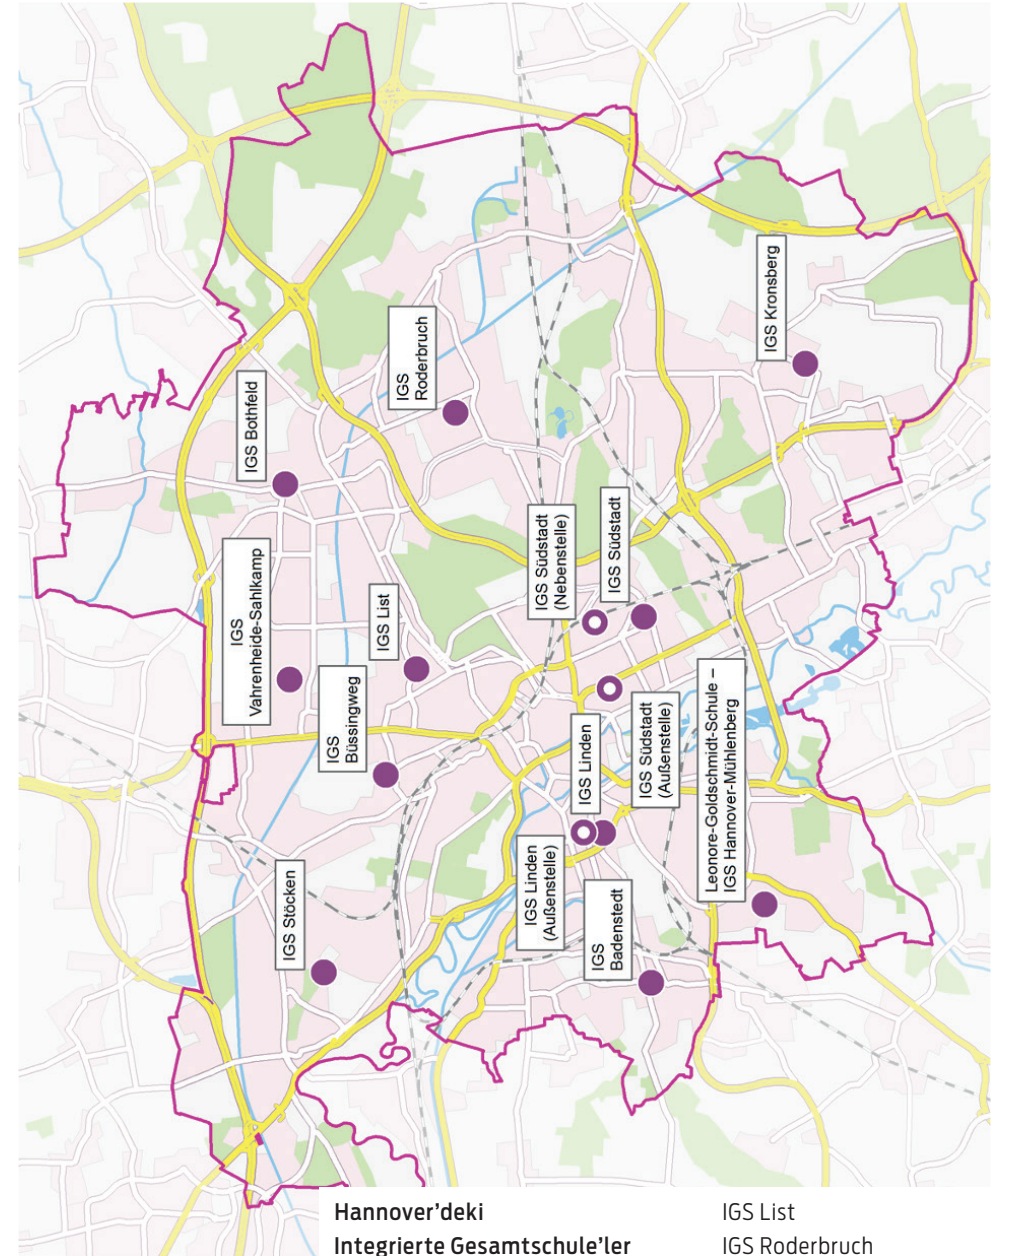 IGS Kronsberg
IGS
Roderbruch
IGS Bothfeld
IGS Südstadt
(Nebenstelle)
IGS Südstadt
IGS
Vahrenheide-Sahlkamp
IGS List
IGS
Büssingweg
IGS Linden
IGS Südstadt
(Außenstelle)
Leonore-Goldschmidt-Schule –
IGS Hannover-Mühlenberg
IGS Stöcken
IGS Linden
(Außenstelle)
IGS
Badenstedt
Hannover’deki
Integrierte Gesamtschule’ler
IGS List
IGS Roderbruch